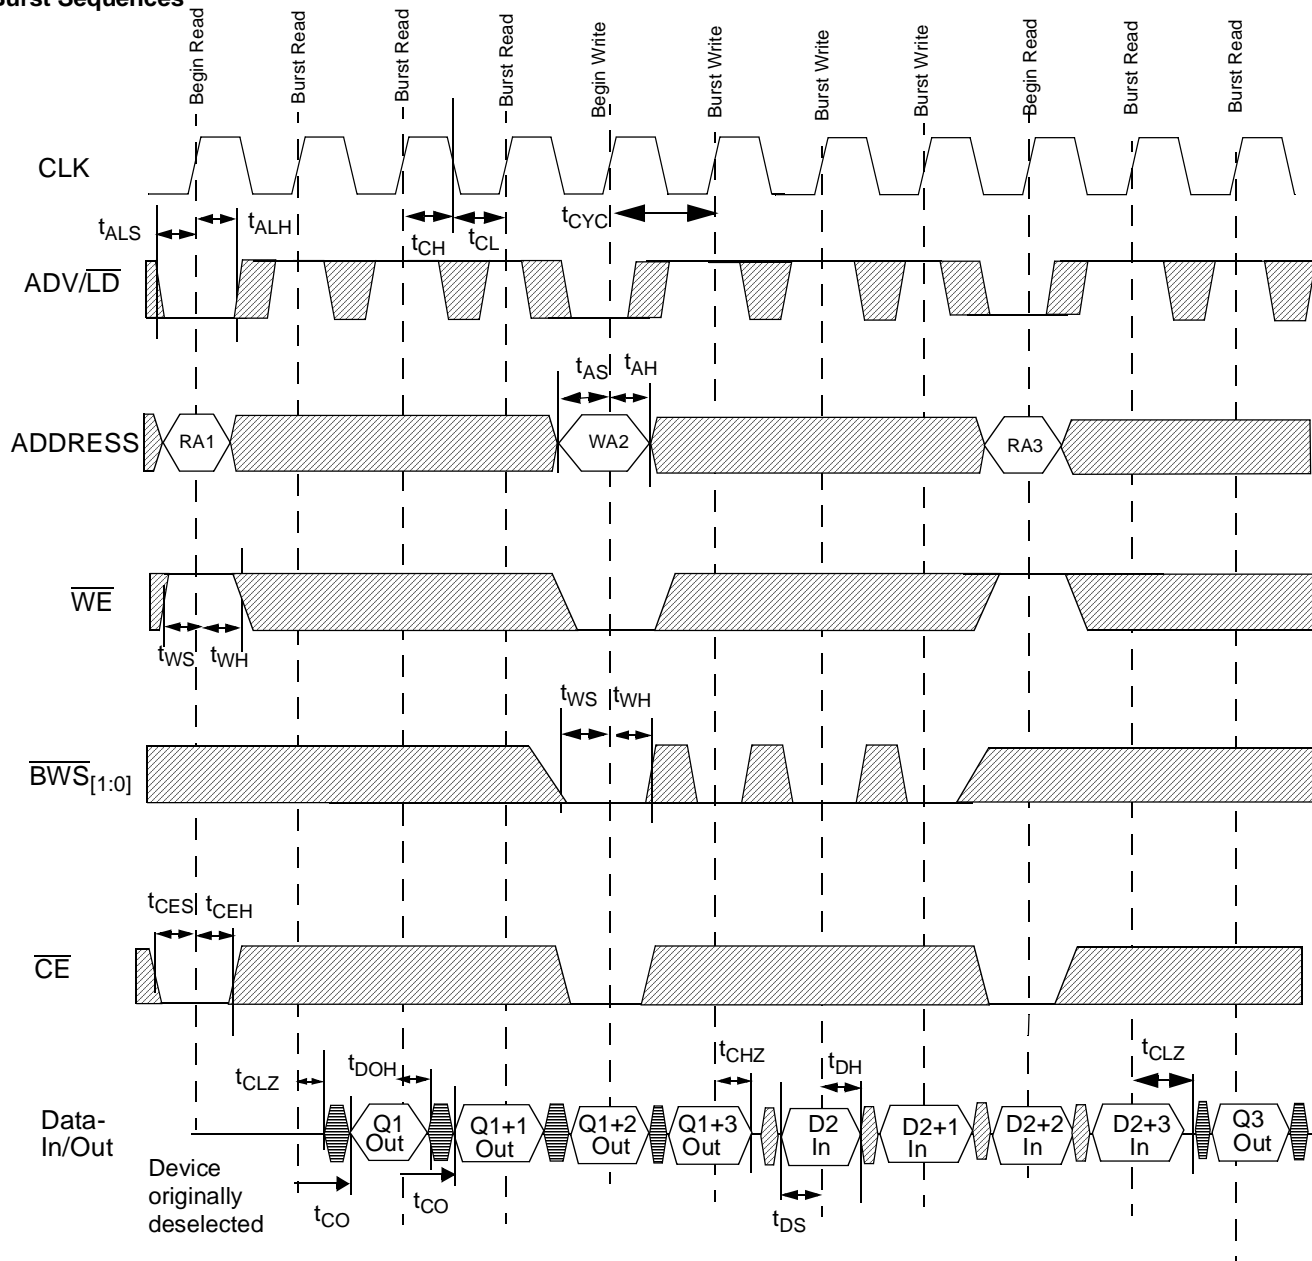 Burst Sequences
Begin Read
Burst Read
Burst Read
Burst Read
Begin Write
Burst Write
Burst Write
Burst Write
Begin Read
Burst Read
Burst Read
CLK
tALS
tALH
tCH
tCL
tCYC
ADV/LD
tAS
tAH
ADDRESS
RA1
WA2
RA3
WE
tWS
tWH
tWS
tWH
BWS[1:0]
tCES
tCEH
CE
tCLZ
tDOH
tCHZ
tDH
tCLZ
Data-
In/Out
Q1
Out
Q1+1
Out
Q1+2
Out
Q1+3
Out
D2
In
D2+1
In
D2+2
In
D2+3
In
Q3
Out
Device
originally
deselected
tCO
tCO
tDS